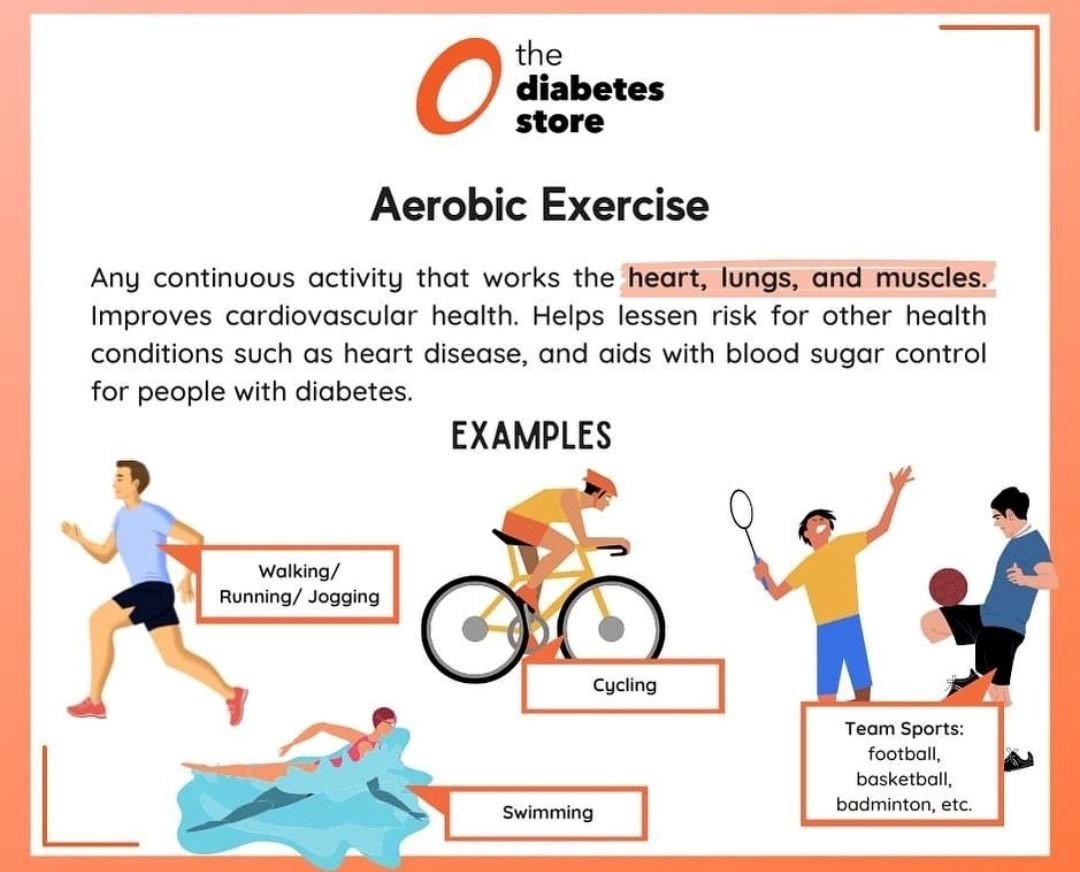 the
diabetes
store
Aerobic Exercise
Any continuous activity that works the heart, lungs, and muscles.
Improves cardiovascular health. Helps lessen risk for other health
conditions such as heart disease, and aids with blood sugar control
for people with diabetes.
EXAMPLES
Walking/
Running/ Jogging
Cycling
Team Sports:
football,
basketball,
badminton, etc.
Swimming